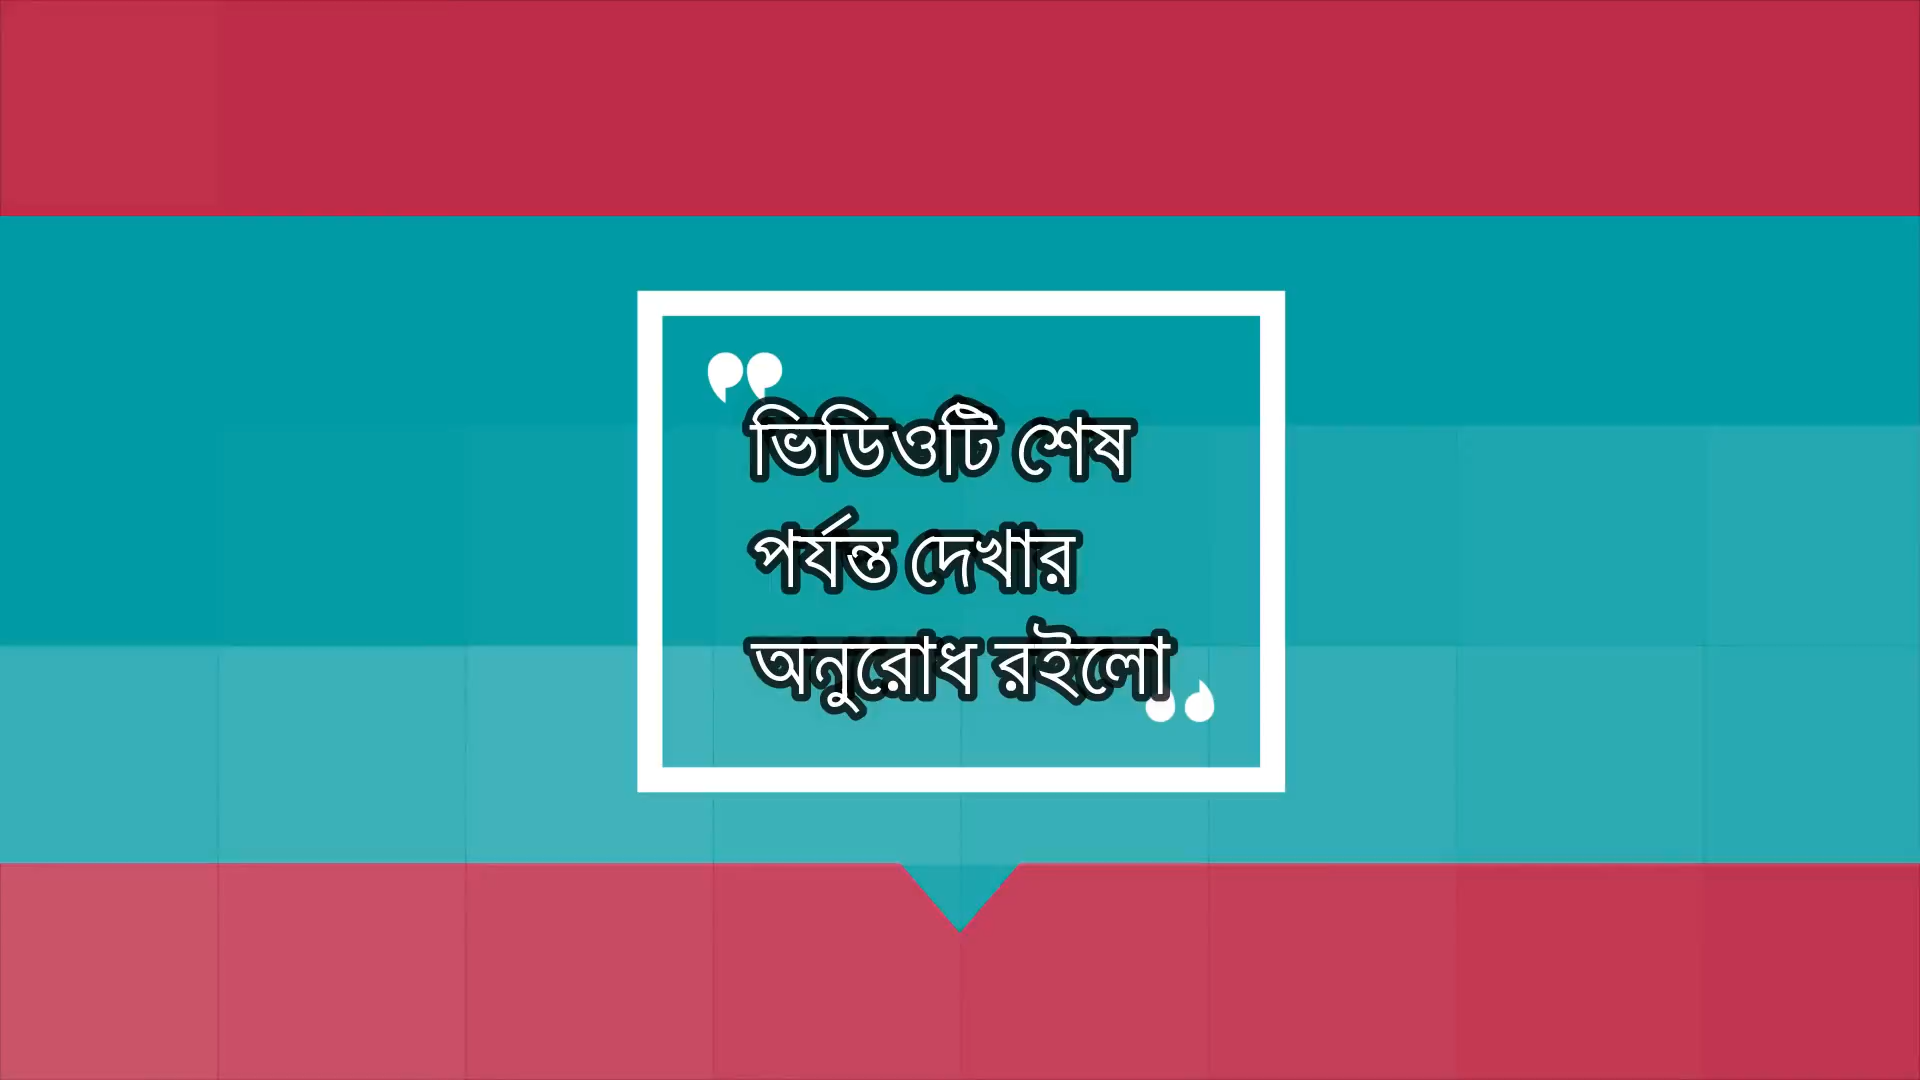 ভিডিওটি শেষ
পর্যন্ত দেখার
অনুরোধ রইলো